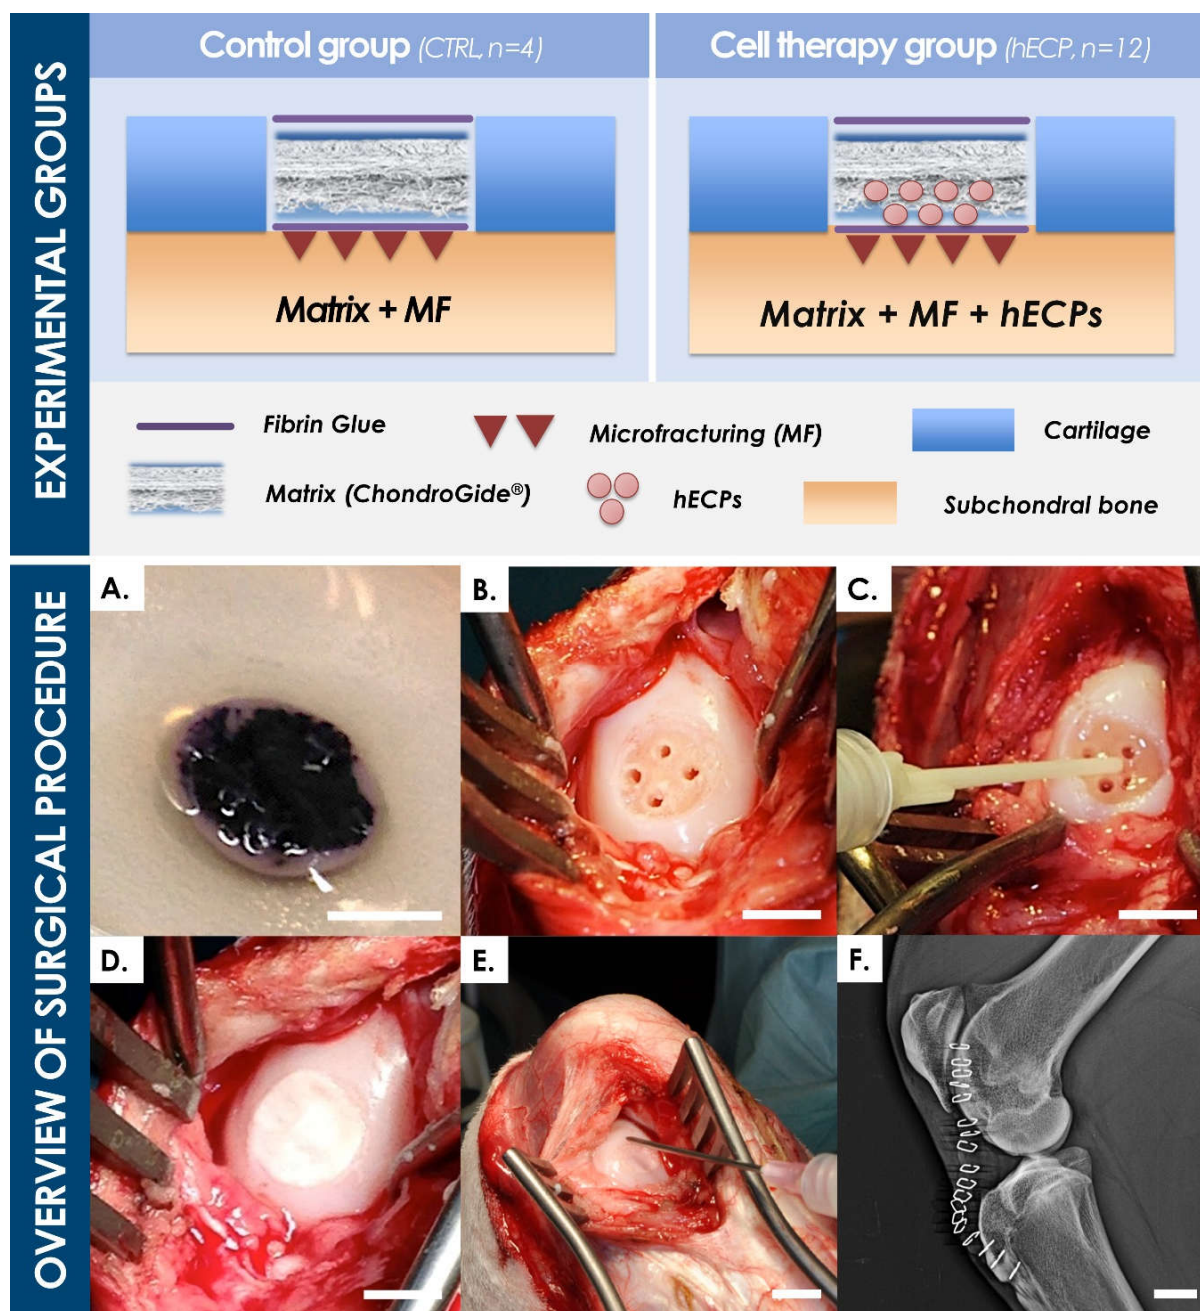 EXPERIMENTAL GROUPS
Control group (CTRL, n=4)
Cell therapy group (hECP, n=12)
Matrix + MF
Matrix + MF + hECPs
Fibrin Glue
Microfracturing (MF)
Cartilage
Matrix (ChondroGide®)
hECPs
Subchondral bone
OVERVIEW OF SURGICAL PROCEDURE
A.
B.
C.
D.
E.
F.